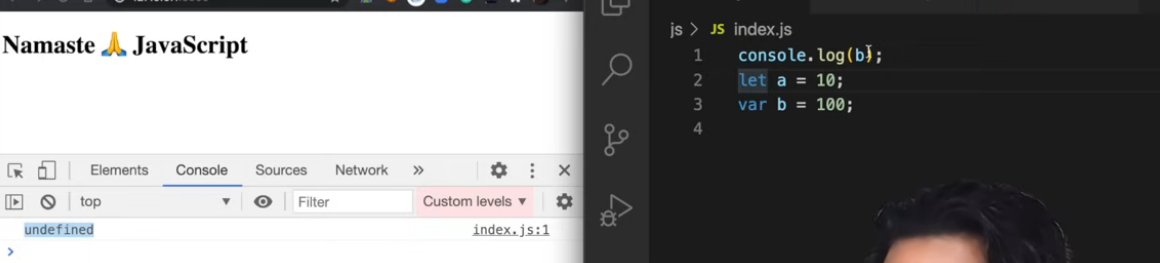 Namaste 🙏 JavaScript
Elements Console Sources Network »
top ▼ Filter Custom levels ▼
undefined index.js:1
>
js > JS index.js
1 console.log(b);
2 let a = 10;
3 var b = 100;
4